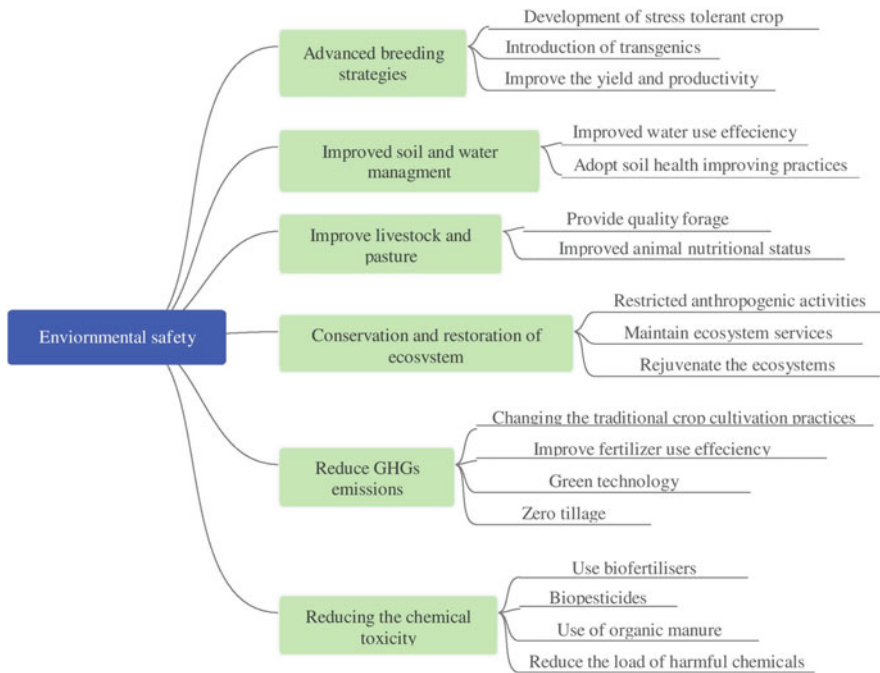 Enviornmental safety
Advanced breeding
strategies
Development of stress tolerant crop
Introduction of transgenics
Improve the yield and productivity
Improved soil and water
managment
Improved water use effeciency
Adopt soil health improving practices
Improve livestock and
pasture
Provide quality forage
Improved animal nutritional status
Conservation and restoration of
ecosystem
Restricted anthropogenic activities
Maintain ecosystem services
Rejuvenate the ecosystems
Reduce GHGs
emissions
Changing the traditional crop cultivation practices
Improve fertilizer use effeciency
Green technology
Zero tillage
Reducing the chemical
toxicity
Use biofertilisers
Biopesticides
Use of organic manure
Reduce the load of harmful chemicals